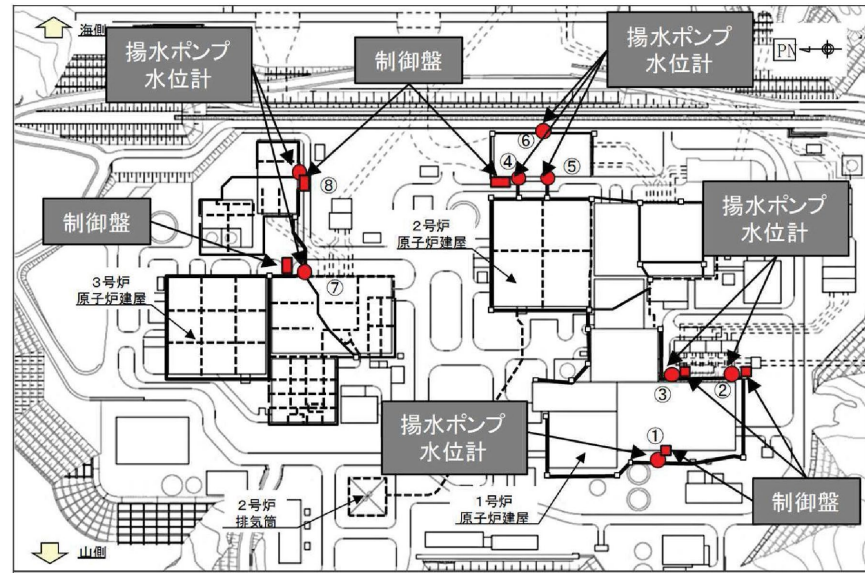 海側
揚水ポンプ
水位計
制御盤
揚水ポンプ
水位計
PN
⑥
④
⑤
⑧
制御盤
2号炉
原子炉建屋
揚水ポンプ
水位計
3号炉
原子炉建屋
⑦
③
②
揚水ポンプ
水位計
①
2号炉
排気筒
1号炉
原子炉建屋
制御盤
山側